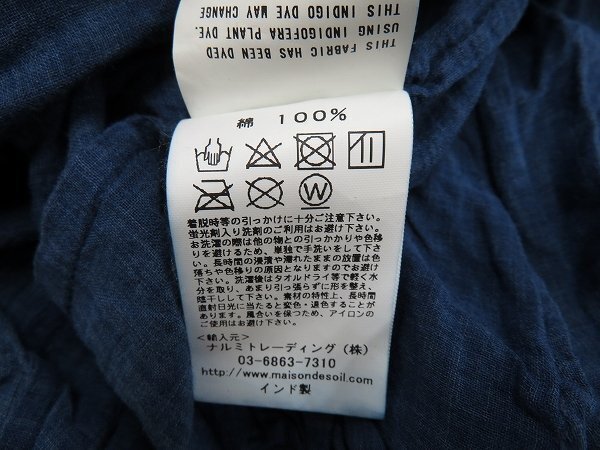 THIS FABRIC HAS BEEN DYED
USING INDIGOFERA PLANT DYE.
THIS INDIGO DYE MAY CHANGE
綿 100%
W
着脱時等の引っかけに十分ご注意下さい。
蛍光剤入り洗剤のご利用はお避け下さい。
お洗濯の際は他の物との引っかかりや色移
りを避けるため、単独で手洗いをして下さ
い。長時間の浸漬や濡れたままの放置は色
落ちや色移りの原因となりますのでお避け
下さい。洗濯後はタオルドライ等で軽く水
分を取り、あまり引っ張らずに形を整え、
陰干しして下さい。素材の特性上、長時間
直射日光に当たると変色・退色することが
あります。風合いを保つため、アイロンの
ご使用はお避け下さい。
<輸入元>
ナルミトレーディング(株)
03-6863-7310
http://www.maisondesoil.com
インド製